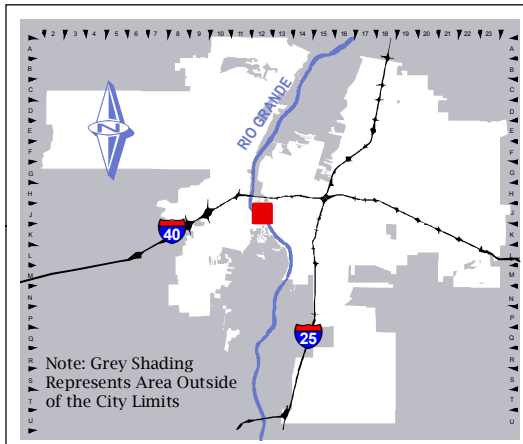 2 3 4 5 6 7 8 9 10 11 12 13 14 15 16 17 18 19 20 21 22 23
A A
B B
C C
D D
E E
F F
G G
H H
J J
K K
L L
M M
N N
P P
Q Q
R R
S S
T T
U U
N
RIO GRANDE
40
25
Note: Grey Shading
Represents Area Outside
of the City Limits